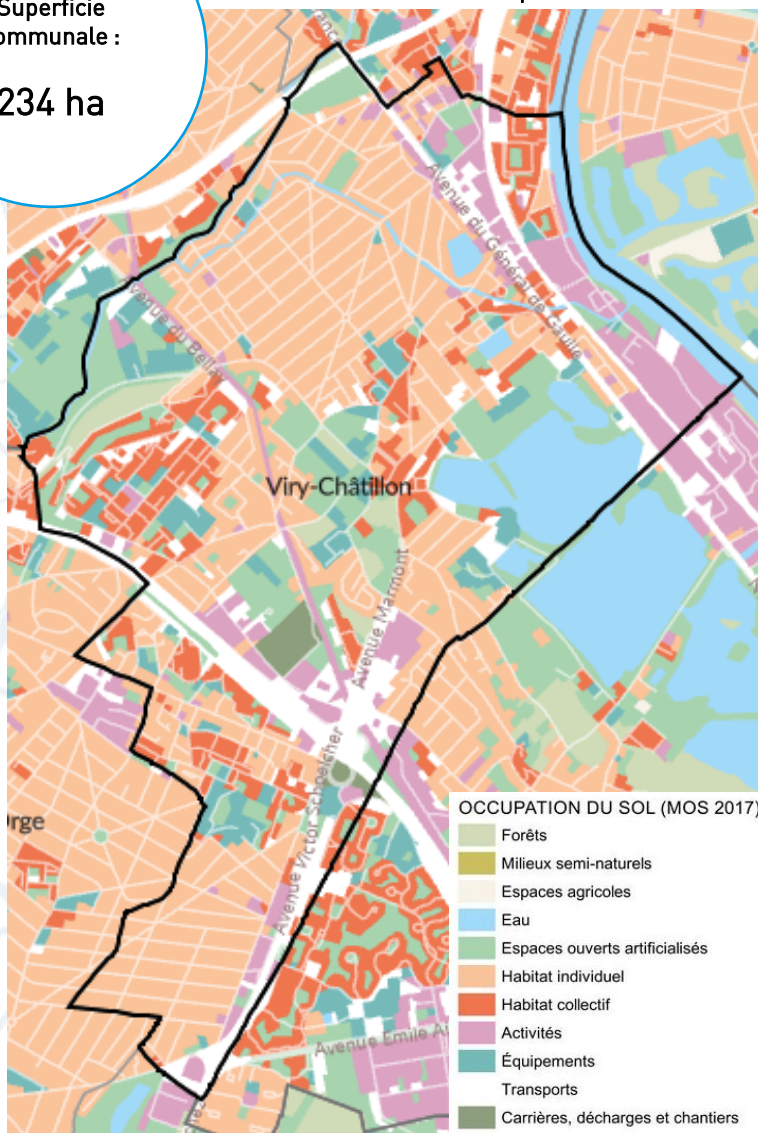 Superficie
ommunale :
234 ha
Avenue du Général de Gaulle
Avenue du Bellay
Viry-Châtillon
Avenue Marmont
Avenue Victor Schoelcher
Orge
Avenue Emile Ai
OCCUPATION DU SOL (MOS 2017)
Forêts
Milieux semi-naturels
Espaces agricoles
Eau
Espaces ouverts artificialisés
Habitat individuel
Habitat collectif
Activités
Équipements
Transports
Carrières, décharges et chantiers